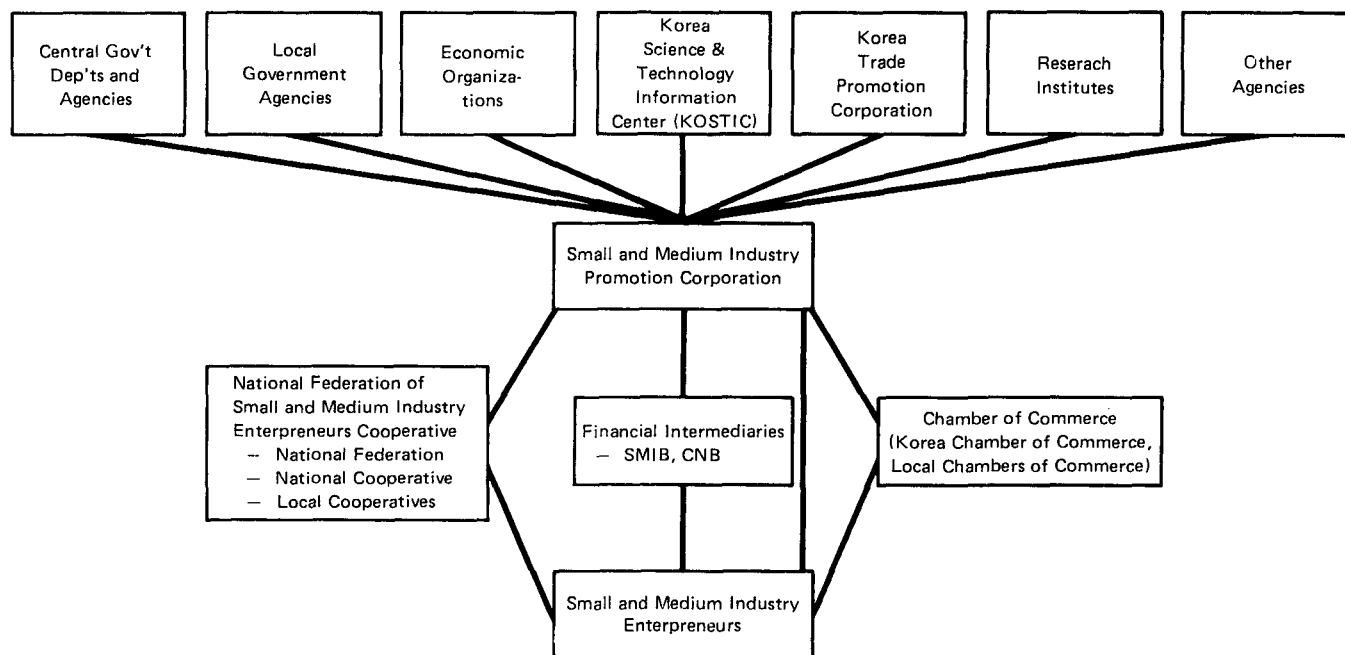 Central Gov't
Dep'ts and
Agencies
Local
Government
Agencies
Economic
Organiza-
tions
Korea
Science &
Technology
Information
Center (KOSTIC)
Korea
Trade
Promotion
Corporation
Reserach
Institutes
Other
Agencies
Small and Medium Industry
Promotion Corporation
National Federation of
Small and Medium Industry
Enterpreneurs Cooperative
– National Federation
– National Cooperative
– Local Cooperatives
Financial Intermediaries
– SMIB, CNB
Chamber of Commerce
(Korea Chamber of Commerce,
Local Chambers of Commerce)
Small and Medium Industry
Enterpreneurs